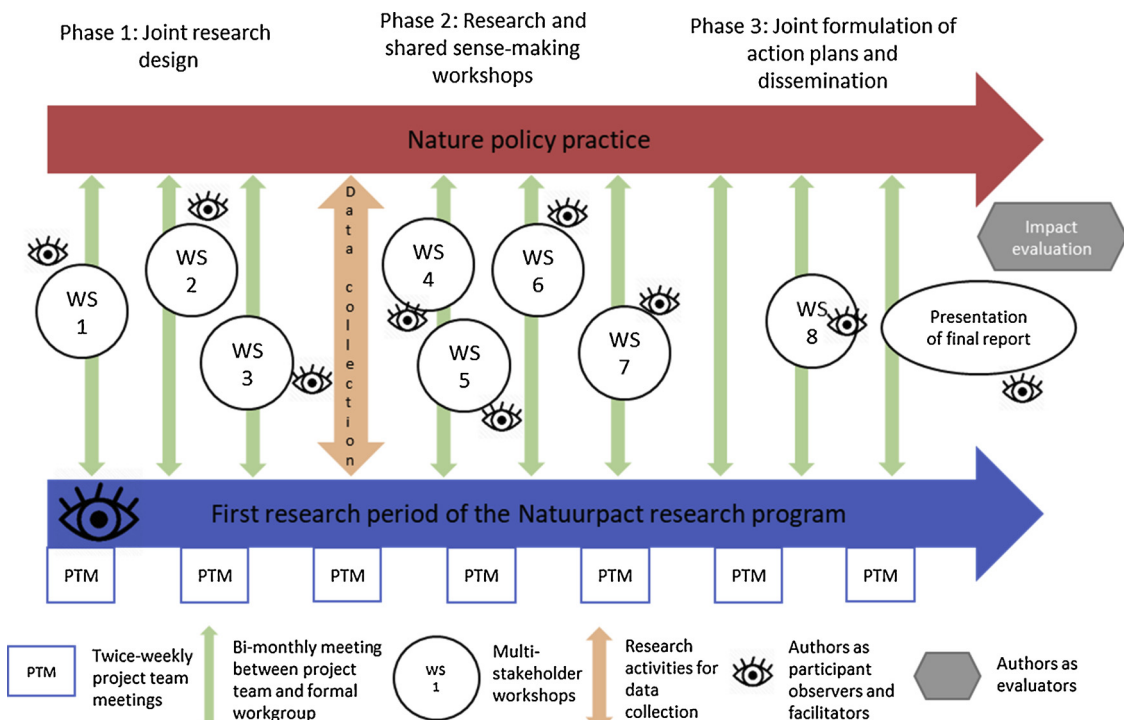 Phase 1: Joint research
design
Phase 2: Research and
shared sense-making
workshops
Phase 3: Joint formulation of
action plans and
dissemination
Nature policy practice
Data collection
WS
1
WS
2
WS
3
WS
4
WS
5
WS
6
WS
7
WS
8
Impact
evaluation
Presentation
of final report
First research period of the Natuurpact research program
PTM
PTM
PTM
PTM
PTM
PTM
PTM
PTM
Twice-weekly
project team
meetings
Bi-monthly meeting
between project
team and formal
workgroup
WS
1
Multi-
stakeholder
workshops
Research
activities for
data
collection
Authors as
participant
observers and
facilitators
Authors as
evaluators